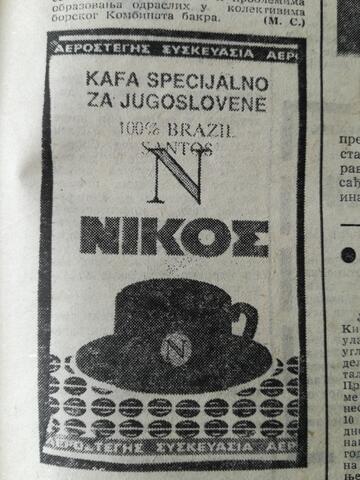 образовања одраслих у колективима
борског Комбината бакра. (М. С.)
ΑΕΡΟΣΤΕΓΗΣ ΣΥΣΚΕΥΑΣΙΑ ΑΕΡ
KAFA SPECIJALNO
ZA JUGOSLOVENE
100% BRAZIL
SANTOS
N
ΝΙΚΟΣ
N
ΑΕΡΟΣΤΕΓΗΣ ΣΥΣΚΕΥΑΣΙΑ ΑΕΡ